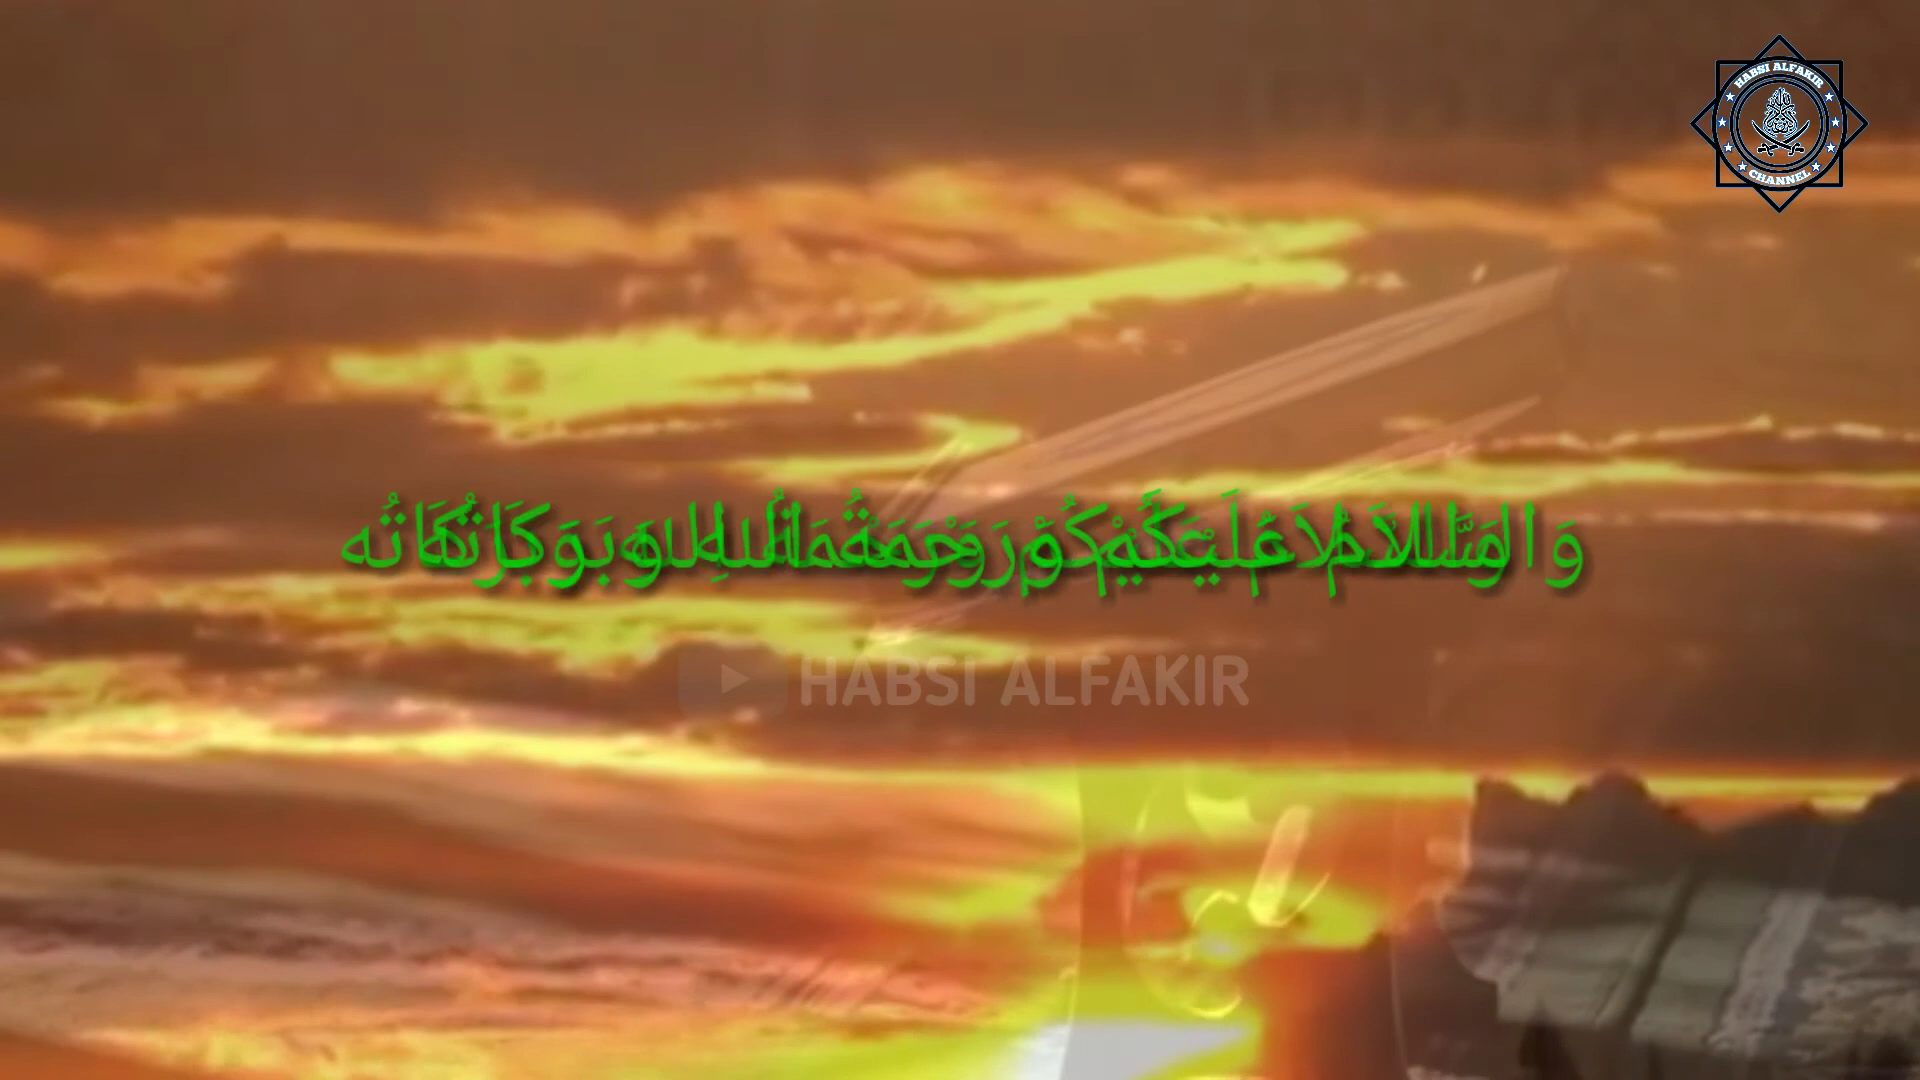 HABSI ALFAKIR
CHANNEL
وَالسَّلَامُ عَلَيْكُمْ وَرَحْمَةُ اللهِ وَبَرَكَاتُه
HABSI ALFAKIR